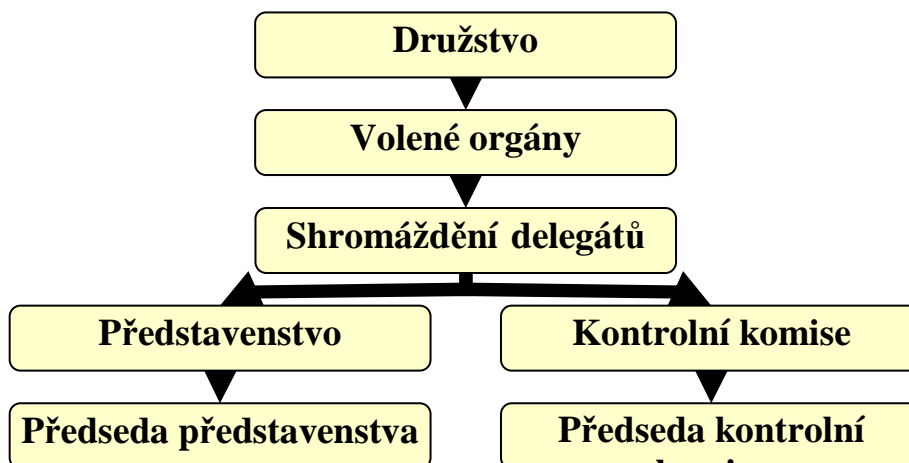 Družstvo
Volené orgány
Shromáždění delegátů
Představenstvo
Kontrolní komise
Předseda představenstva
Předseda kontrolní